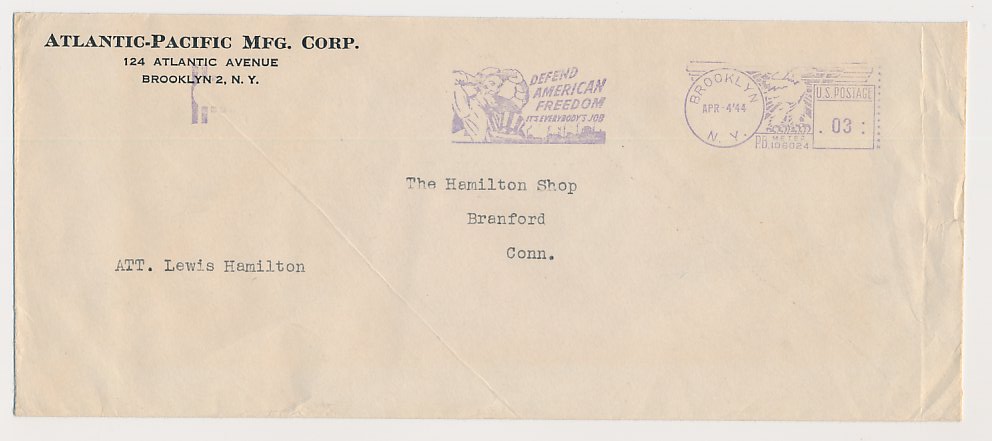 ATLANTIC-PACIFIC MFG. CORP.
124 ATLANTIC AVENUE
BROOKLYN 2, N. Y.
DEFEND
AMERICAN
FREEDOM
IT'S EVERYBODY'S JOB
BROOKLYN
APR-4'44
N. Y.
U.S. POSTAGE
.03:
METER
P.B. 106024
The Hamilton Shop
Branford
Conn.
ATT. Lewis Hamilton